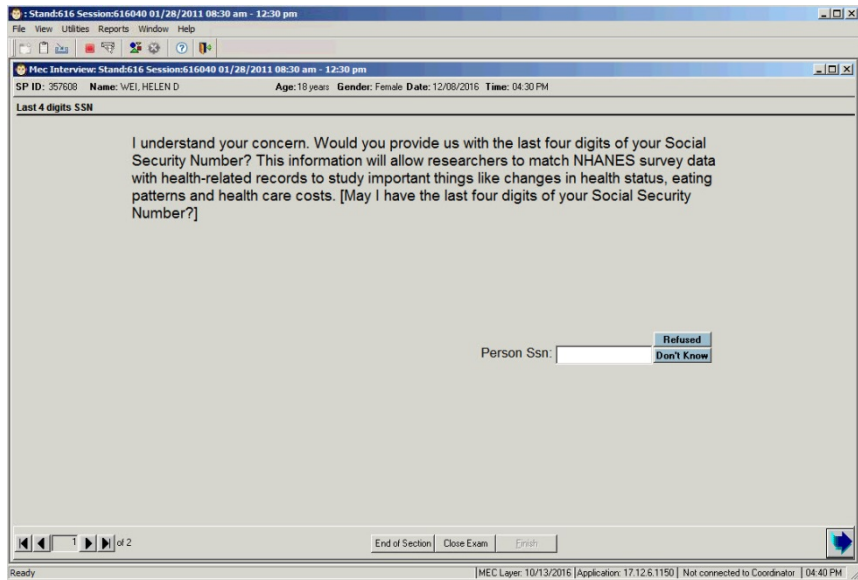 : Stand:616 Session:616040 01/28/2011 08:30 am - 12:30 pm
File View Utilities Reports Window Help
Mec Interview: Stand:616 Session:616040 01/28/2011 08:30 am - 12:30 pm
SP ID: 357608 Name: WEI, HELEN D Age: 18 years Gender: Female Date: 12/08/2016 Time: 04:30 PM
Last 4 digits SSN
I understand your concern. Would you provide us with the last four digits of your Social
Security Number? This information will allow researchers to match NHANES survey data
with health-related records to study important things like changes in health status, eating
patterns and health care costs. [May I have the last four digits of your Social Security
Number?]
Refused
Person Ssn:
Don't Know
1 of 2 End of Section Close Exam Finish
Ready MEC Layer: 10/13/2016 Application: 17.12.6.1150 Not connected to Coordinator 04:40 PM